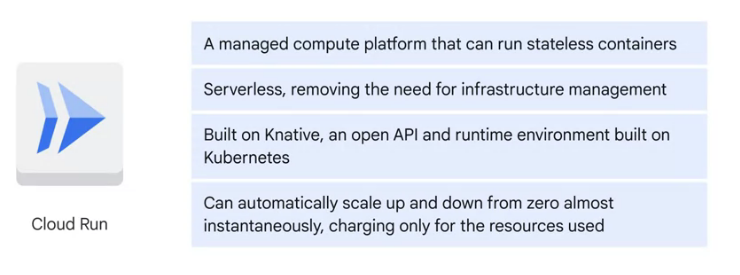 A managed compute platform that can run stateless containers
Serverless, removing the need for infrastructure management
Built on Knative, an open API and runtime environment built on
Kubernetes
Can automatically scale up and down from zero almost
instantaneously, charging only for the resources used
Cloud Run